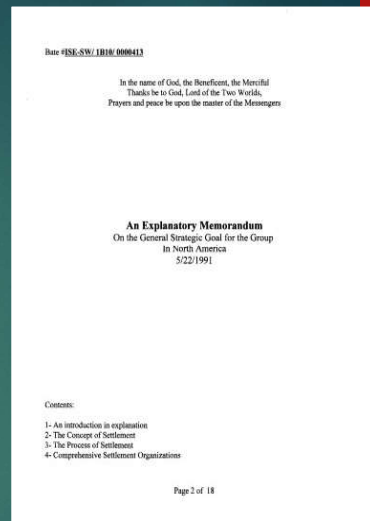 Bate #ISE-SW/ 1B10/ 0000413
In the name of God, the Beneficent, the Merciful
Thanks be to God, Lord of the Two Worlds,
Prayers and peace be upon the master of the Messengers
An Explanatory Memorandum
On the General Strategic Goal for the Group
In North America
5/22/1991
Contents:
1- An introduction in explanation
2- The Concept of Settlement
3- The Process of Settlement
4- Comprehensive Settlement Organizations
Page 2 of 18